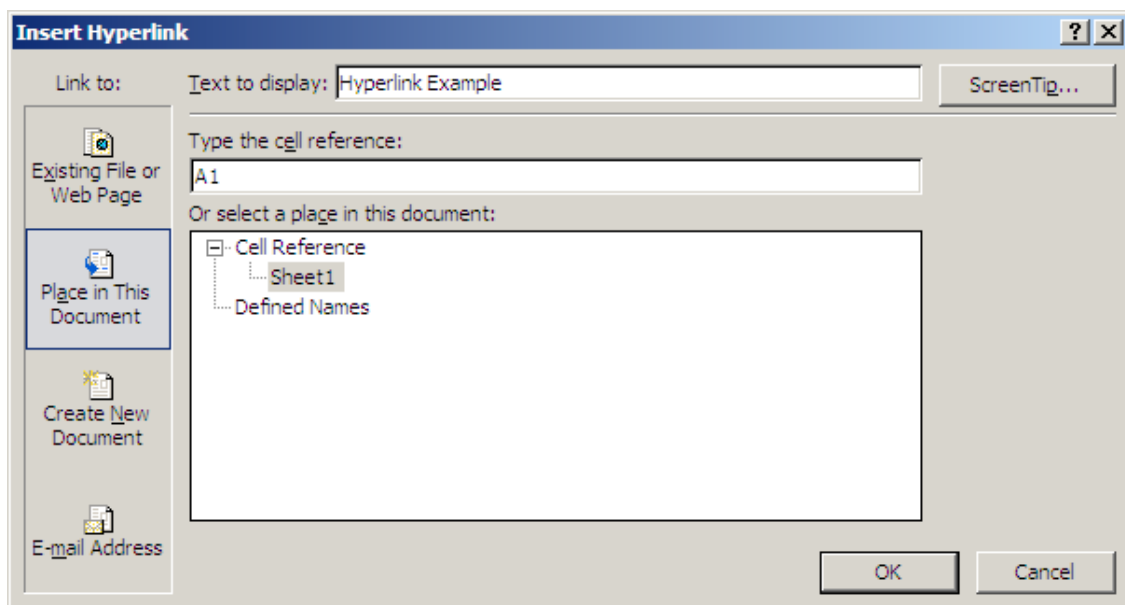 Insert Hyperlink
Link to:
Text to display: Hyperlink Example
ScreenTip...
Existing File or
Web Page
Place in This
Document
Create New
Document
E-mail Address
Type the cell reference:
A1
Or select a place in this document:
Cell Reference
Sheet1
Defined Names
OK
Cancel